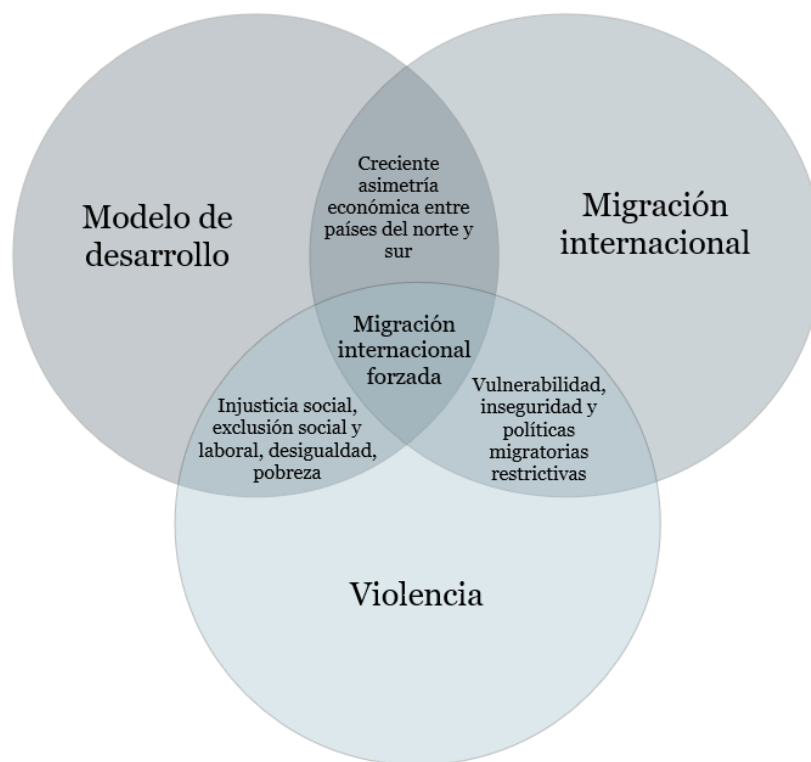 Creciente
asimetría
económica entre
países del norte y
sur
Modelo de
desarrollo
Migración
internacional
Migración
internacional
forzada
Injusticia social,
exclusión social y
laboral, desigualdad,
pobreza
Vulnerabilidad,
inseguridad y
políticas
migratorias
restrictivas
Violencia